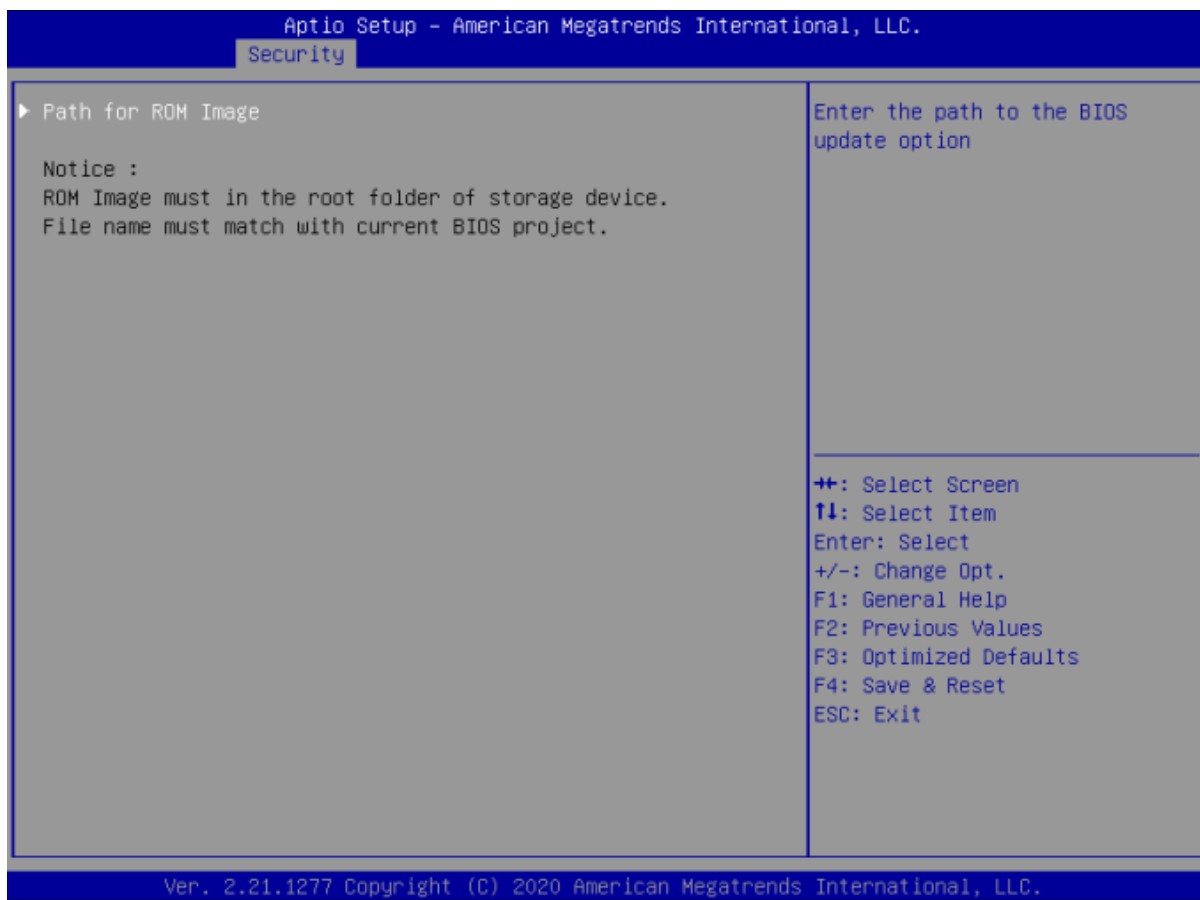 Aptio Setup – American Megatrends International, LLC.
Security
Path for ROM Image
Notice :
ROM Image must in the root folder of storage device.
File name must match with current BIOS project.
Enter the path to the BIOS
update option
→←: Select Screen
↑↓: Select Item
Enter: Select
+/-: Change Opt.
F1: General Help
F2: Previous Values
F3: Optimized Defaults
F4: Save & Reset
ESC: Exit
Ver. 2.21.1277 Copyright (C) 2020 American Megatrends International, LLC.